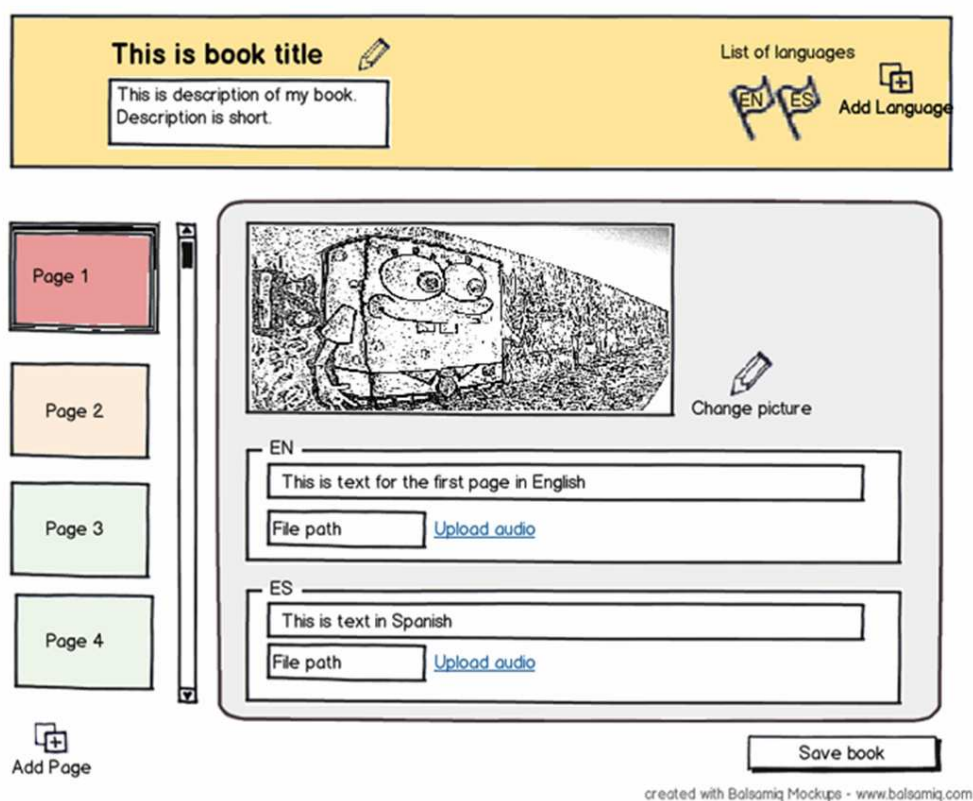 This is book title
This is description of my book.
Description is short.
List of languages
EN ES
Add Language
Page 1
Page 2
Page 3
Page 4
Add Page
Change picture
EN
This is text for the first page in English
File path Upload audio
ES
This is text in Spanish
File path Upload audio
Save book
created with Balsamiq Mockups - www.balsamiq.com